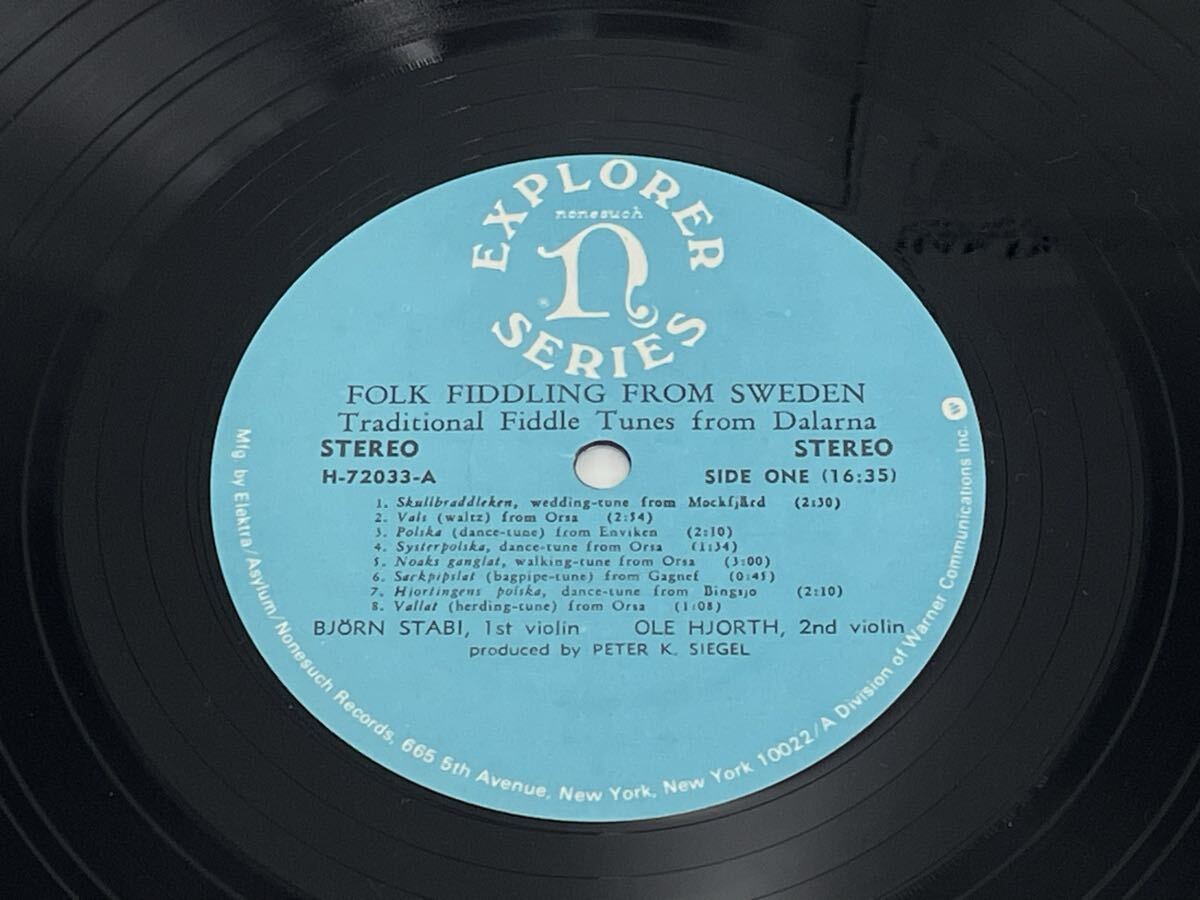 EXPLORER
nonesuch
n
SERIES
FOLK FIDDLING FROM SWEDEN
Traditional Fiddle Tunes from Dalarna
STEREO STEREO
H-72033-A SIDE ONE (16:35)
1. Skullbraddleken, wedding-tune from Mockfjärd (2:30)
2. Vals (waltz) from Orsa (2:54)
3. Polska (dance-tune) from Enviken (2:10)
4. Systerpolska, dance-tune from Orsa (1:34)
5. Noaks ganglat, walking-tune from Orsa (3:00)
6. Sackpipslat (bagpipe-tune) from Gagnef (0:45)
7. Hjortingens polska, dance-tune from Bingsjo (2:10)
8. Vallat (herding-tune) from Orsa (1:08)
BJÖRN STABI, 1st violin OLE HJORTH, 2nd violin
produced by PETER K. SIEGEL
Mfg. by Elektra/Asylum/Nonesuch Records, 665 5th Avenue, New York, New York 10022/A Division of Warner Communications Inc. W